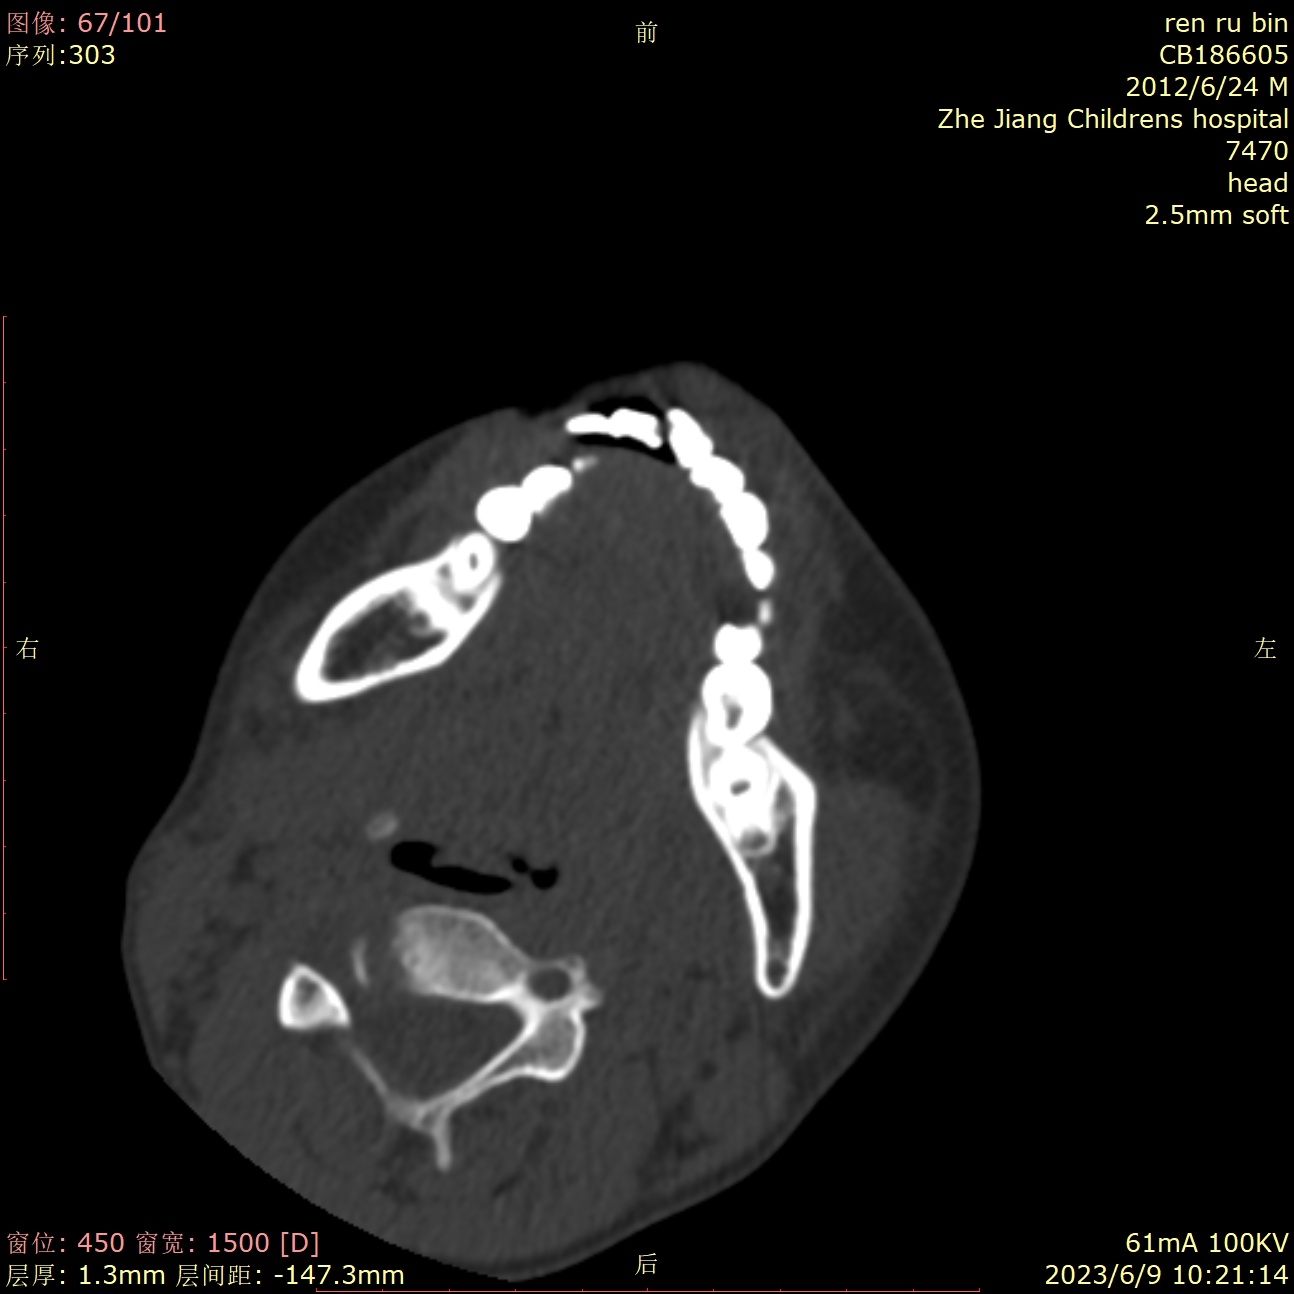 图像: 67/101
序列:303
前
ren ru bin
CB186605
2012/6/24 M
Zhe Jiang Childrens hospital
7470
head
2.5mm soft
右
左
窗位: 450 窗宽: 1500 [D]
层厚: 1.3mm 层间距: -147.3mm
后
61mA 100KV
2023/6/9 10:21:14